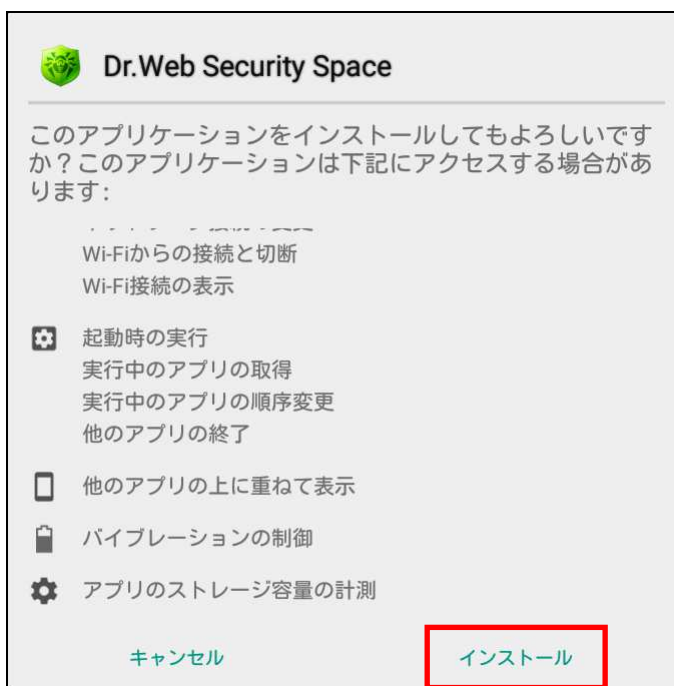 Dr.Web Security Space
このアプリケーションをインストールしてもよろしいです
か？このアプリケーションは下記にアクセスする場合があ
ります:
Wi-Fiからの接続と切断
Wi-Fi接続の表示
起動時の実行
実行中のアプリの取得
実行中のアプリの順序変更
他のアプリの終了
他のアプリの上に重ねて表示
バイブレーションの制御
アプリのストレージ容量の計測
キャンセル
インストール